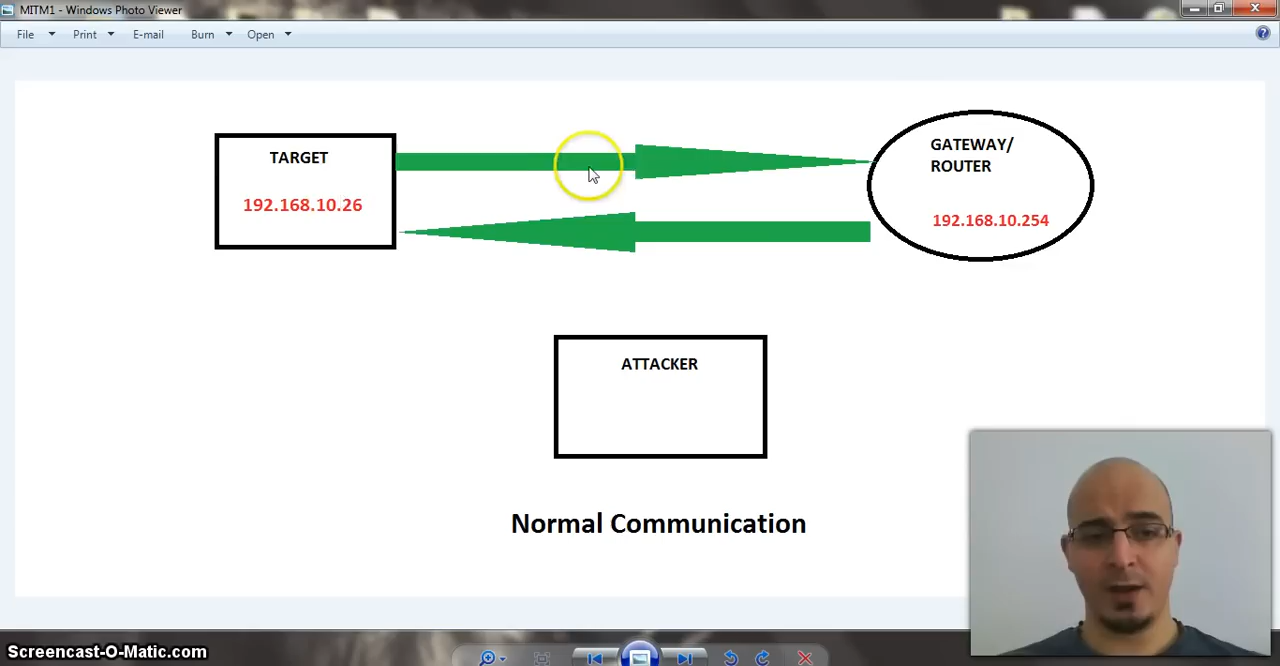 MITM1 - Windows Photo Viewer
File Print E-mail Burn Open
TARGET
192.168.10.26
GATEWAY/
ROUTER
192.168.10.254
ATTACKER
Normal Communication
Screencast-O-Matic.com